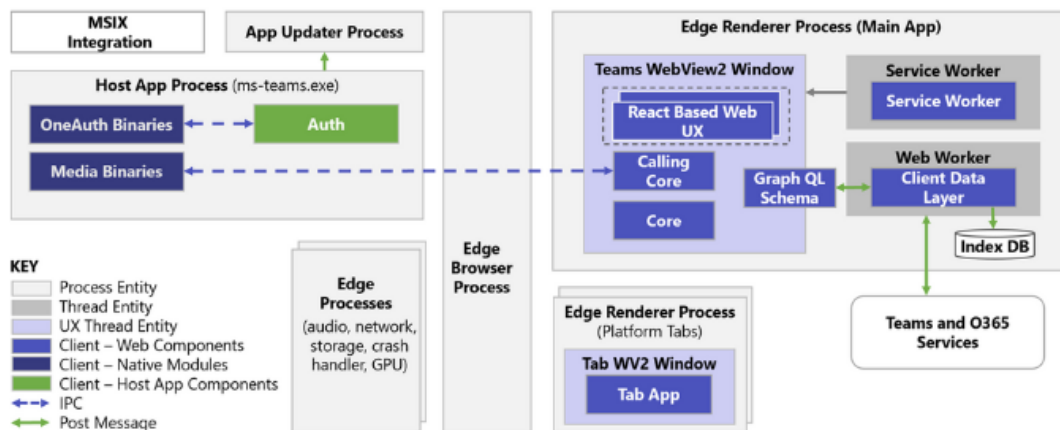 MSIX
Integration
App Updater Process
Host App Process (ms-teams.exe)
OneAuth Binaries
Auth
Media Binaries
Edge
Browser
Process
Edge Renderer Process (Main App)
Teams WebView2 Window
React Based Web
UX
Calling
Core
Core
Graph QL
Schema
Service Worker
Service Worker
Web Worker
Client Data
Layer
Index DB
Teams and O365
Services
KEY
Process Entity
Thread Entity
UX Thread Entity
Client – Web Components
Client – Native Modules
Client – Host App Components
IPC
Post Message
Edge
Processes
(audio, network,
storage, crash
handler, GPU)
Edge Renderer Process
(Platform Tabs)
Tab WV2 Window
Tab App